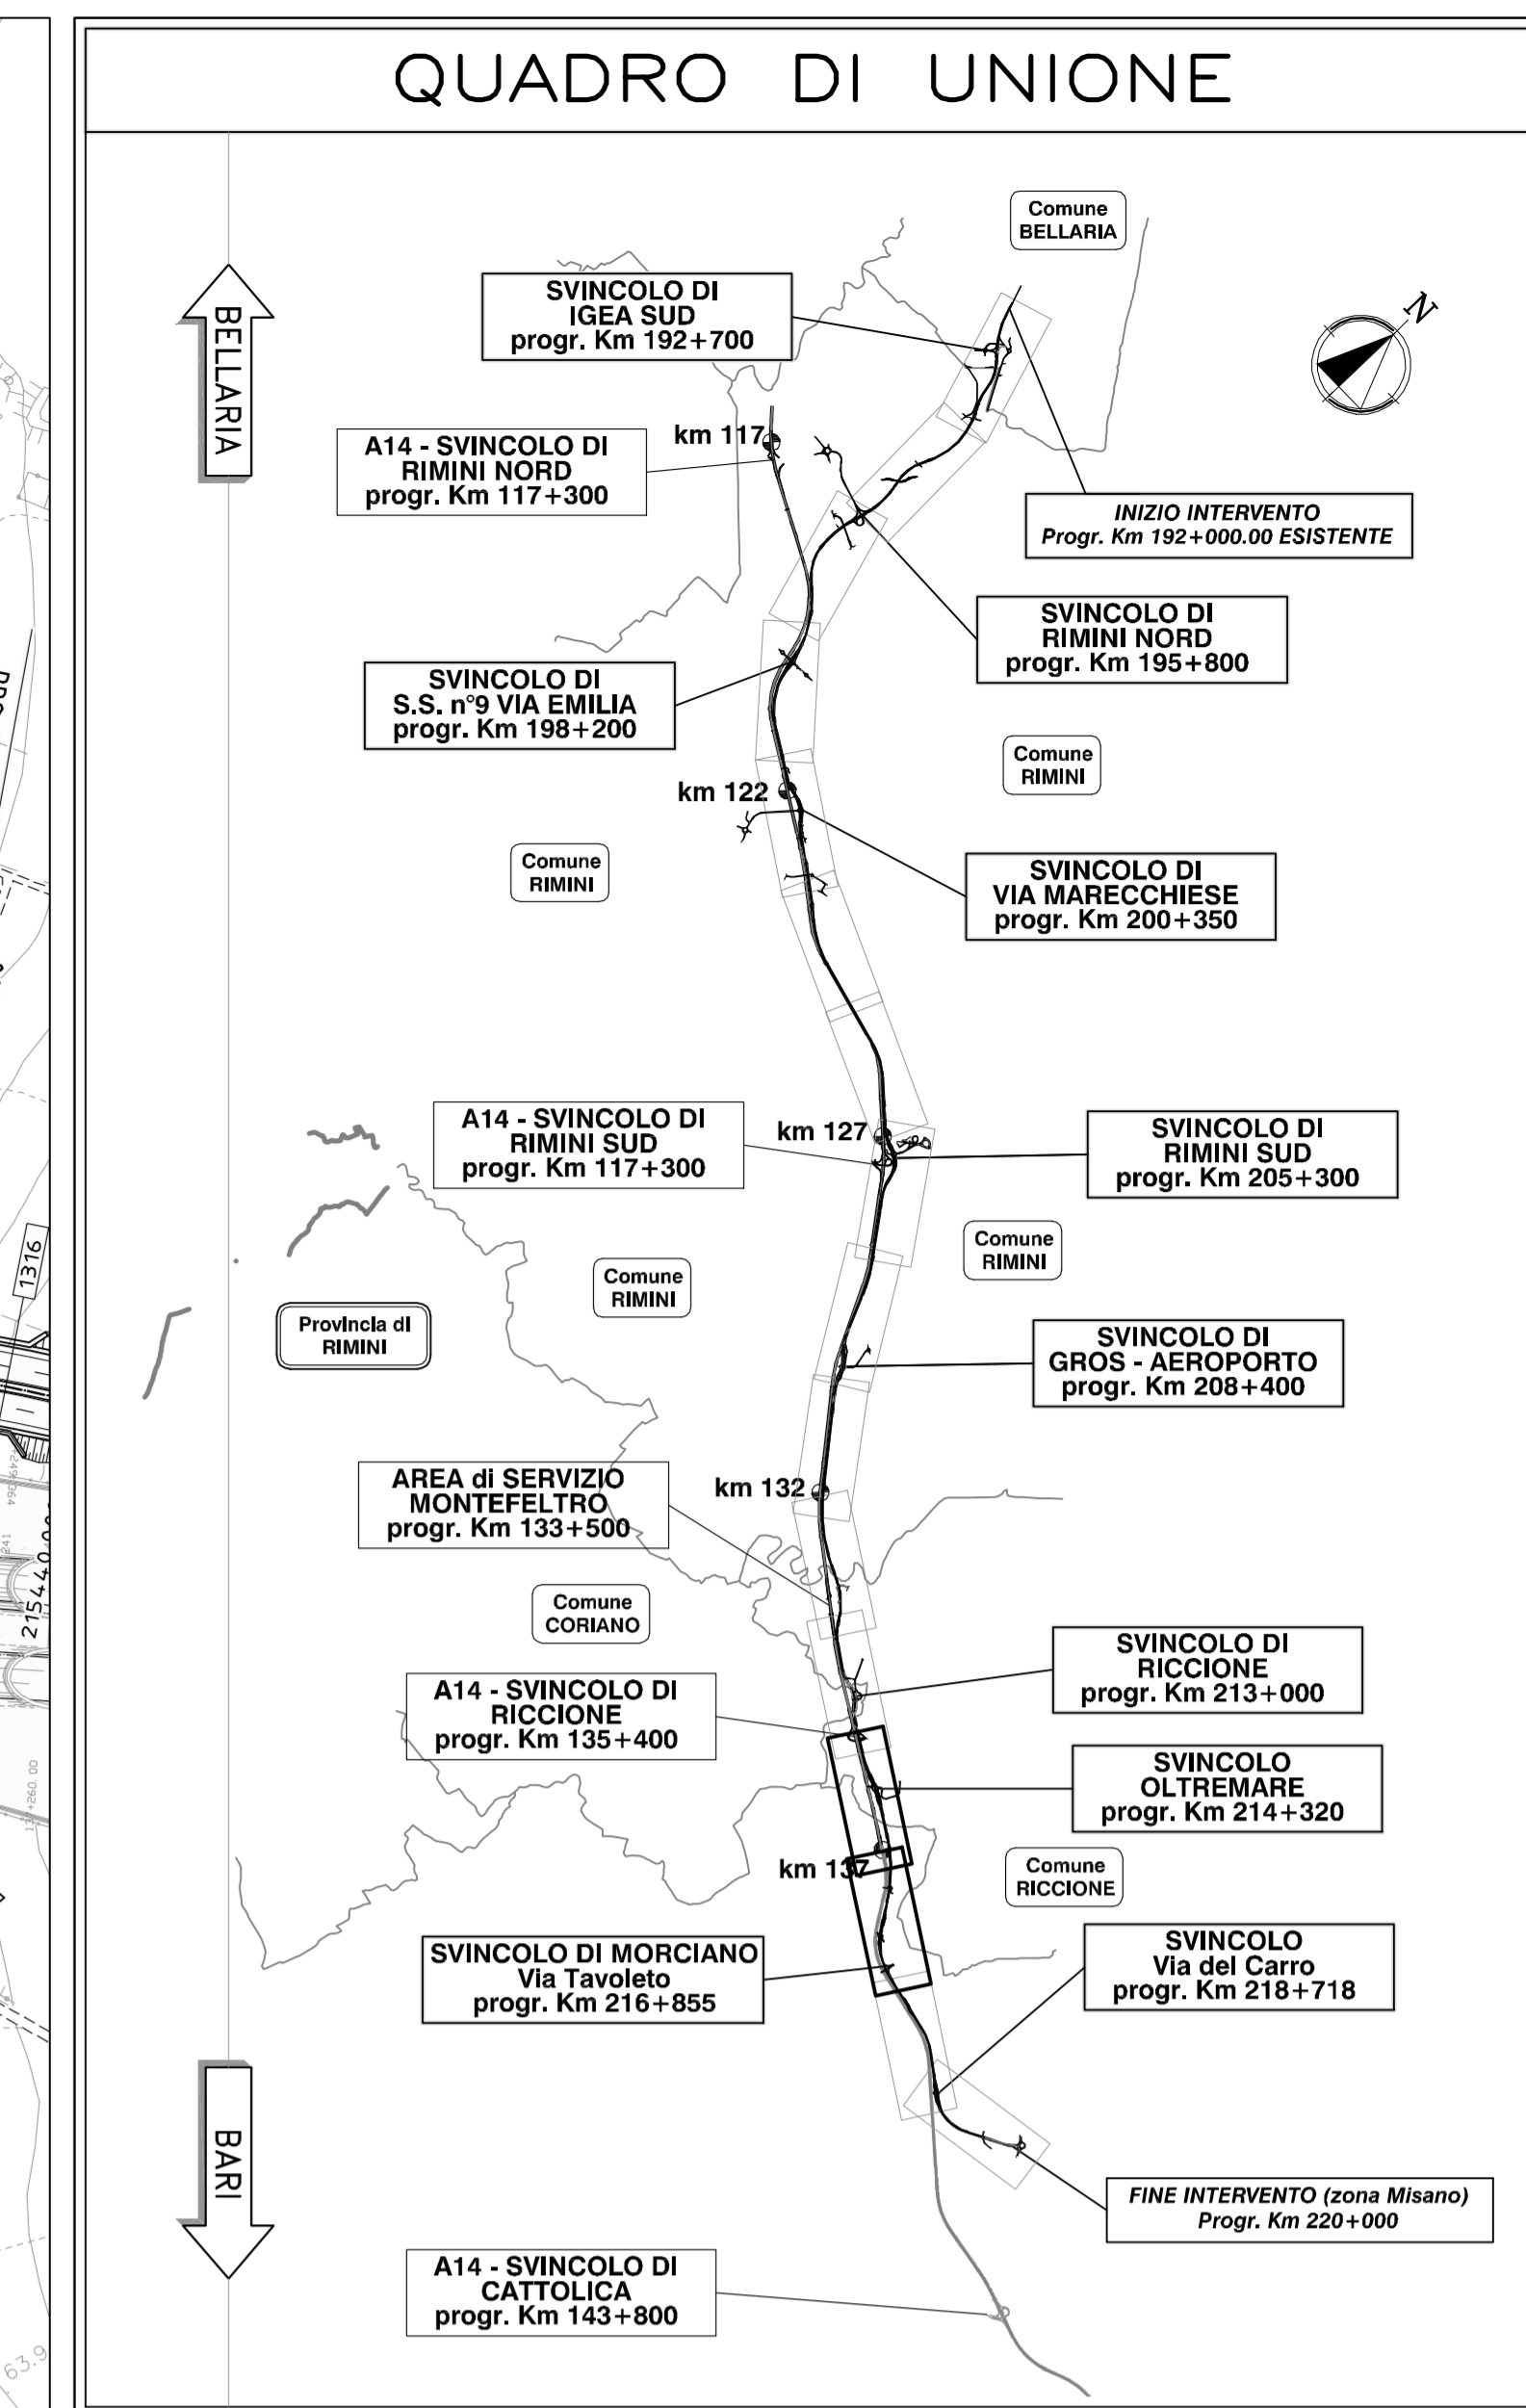 QUADRO DI UNIONE
Comune
BELLARIA
BELLARIA
SVINCOLO DI
IGEA SUD
progr. Km 192+700
N
A14 - SVINCOLO DI
RIMINI NORD
progr. Km 117+300
km 117
INIZIO INTERVENTO
Progr. Km 192+000.00 ESISTENTE
SVINCOLO DI
RIMINI NORD
progr. Km 195+800
SVINCOLO DI
S.S. n°9 VIA EMILIA
progr. Km 198+200
Comune
RIMINI
km 122
Comune
RIMINI
SVINCOLO DI
VIA MARECCHIESE
progr. Km 200+350
A14 - SVINCOLO DI
RIMINI SUD
progr. Km 117+300
km 127
SVINCOLO DI
RIMINI SUD
progr. Km 205+300
Comune
RIMINI
Comune
RIMINI
Provincia di
RIMINI
SVINCOLO DI
GROS - AEROPORTO
progr. Km 208+400
AREA di SERVIZIO
MONTEFELTRO
progr. Km 133+500
km 132
Comune
CORIANO
SVINCOLO DI
RICCIONE
progr. Km 213+000
A14 - SVINCOLO DI
RICCIONE
progr. Km 135+400
SVINCOLO
OLTREMARE
progr. Km 214+320
km 137
Comune
RICCIONE
SVINCOLO DI MORCIANO
Via Tavoleto
progr. Km 216+855
SVINCOLO
Via del Carro
progr. Km 218+718
BARI
FINE INTERVENTO (zona Misano)
Progr. Km 220+000
A14 - SVINCOLO DI
CATTOLICA
progr. Km 143+800
1316
63.9